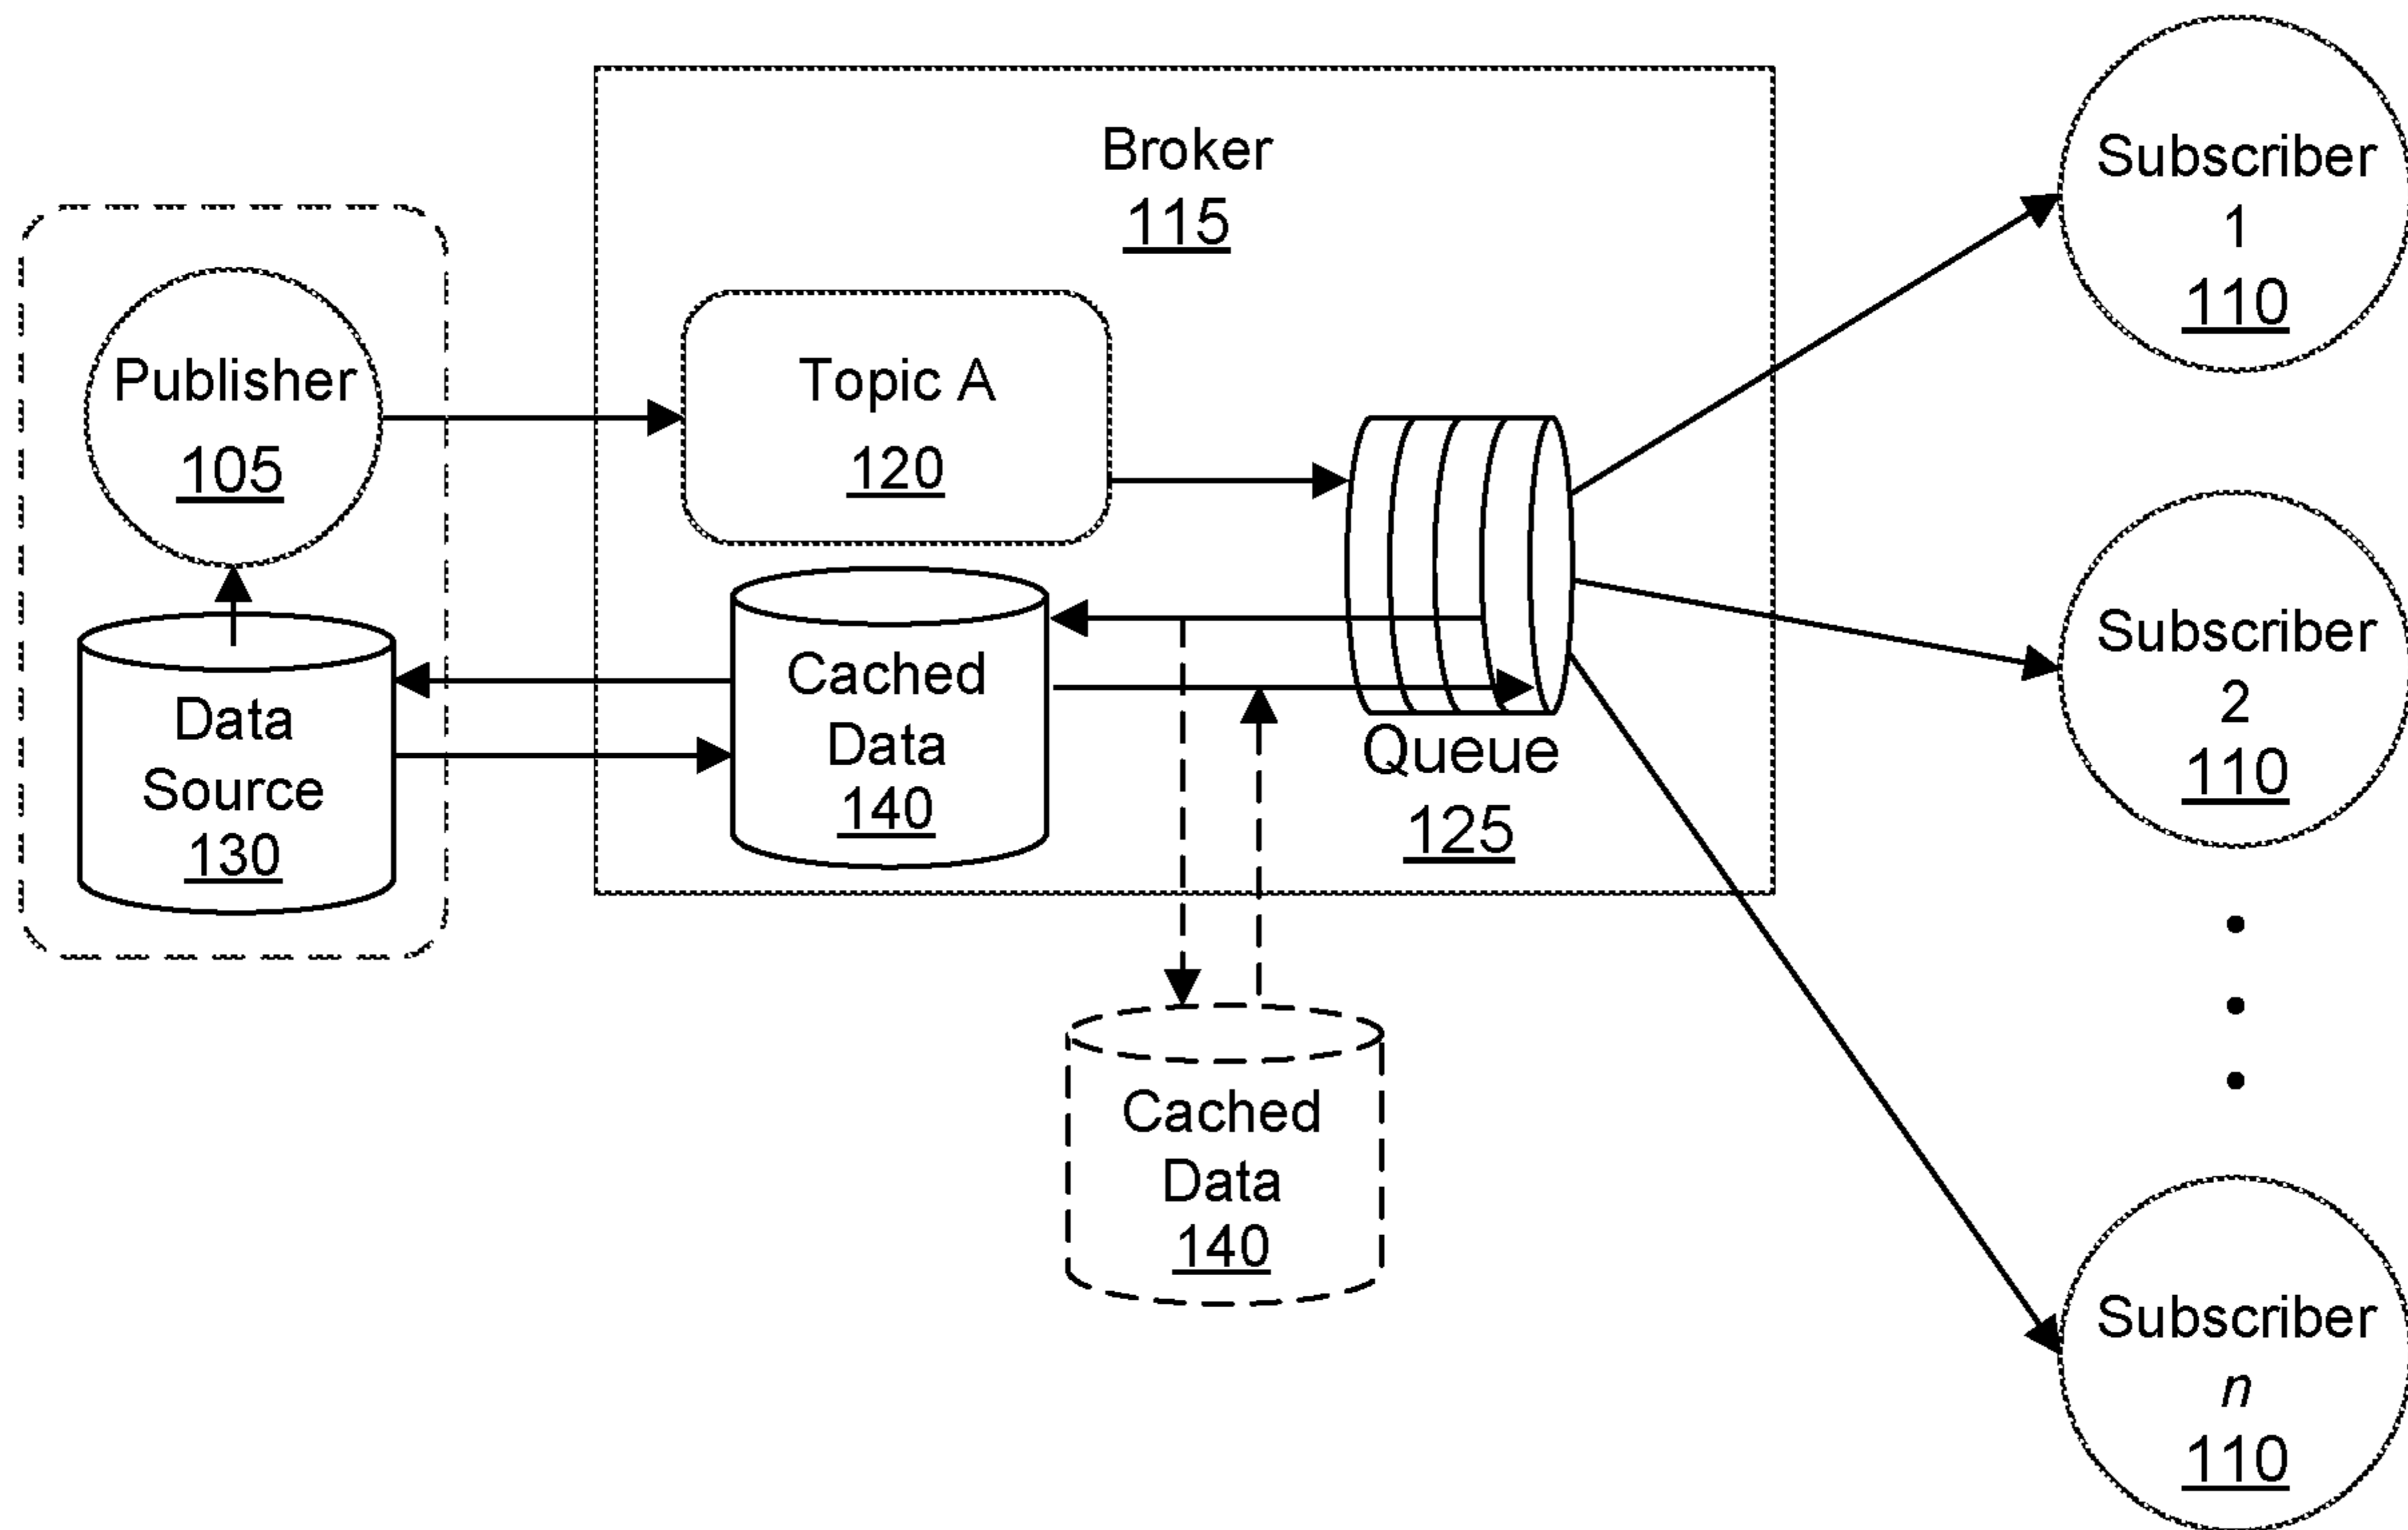 Broker
115
Publisher
105
Topic A
120
Data
Source
130
Cached
Data
140
Queue
125
Cached
Data
140
Subscriber
1
110
Subscriber
2
110
Subscriber
n
110